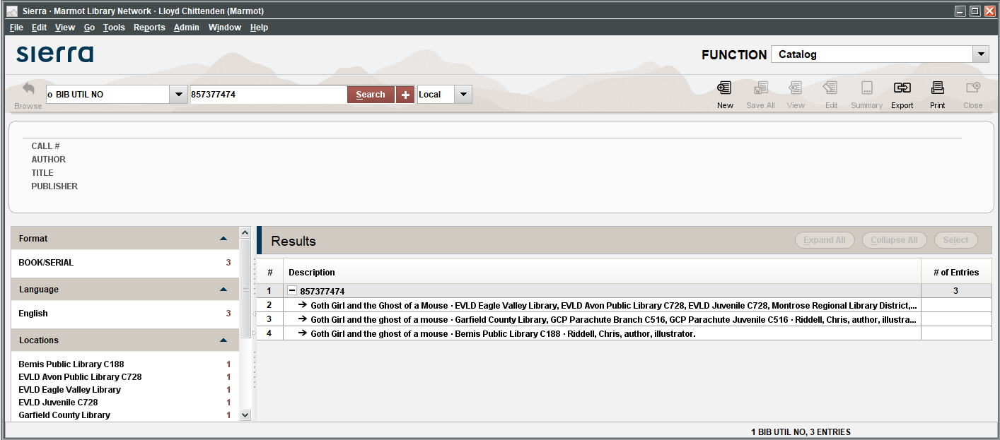 Sierra · Marmot Library Network · Lloyd Chittenden (Marmot)
File Edit View Go Tools Reports Admin Window Help
sierra
FUNCTION Catalog
Browse o BIB UTIL NO 857377474 Search + Local New Save All View Edit Summary Export Print Close
CALL #
AUTHOR
TITLE
PUBLISHER
Format
BOOK/SERIAL 3
Language
English 3
Locations
Bemis Public Library C188 1
EVLD Avon Public Library C728 1
EVLD Eagle Valley Library 1
EVLD Juvenile C728 1
Garfield County Library 1
Results Expand All Collapse All Select
# Description # of Entries
1 857377474 3
2 → Goth Girl and the Ghost of a Mouse · EVLD Eagle Valley Library, EVLD Avon Public Library C728, EVLD Juvenile C728, Montrose Regional Library District,...
3 → Goth Girl and the ghost of a mouse · Garfield County Library, GCP Parachute Branch C516, GCP Parachute Juvenile C516 · Riddell, Chris, author, illustra...
4 → Goth Girl and the ghost of a mouse · Bemis Public Library C188 · Riddell, Chris, author, illustrator.
1 BIB UTIL NO, 3 ENTRIES